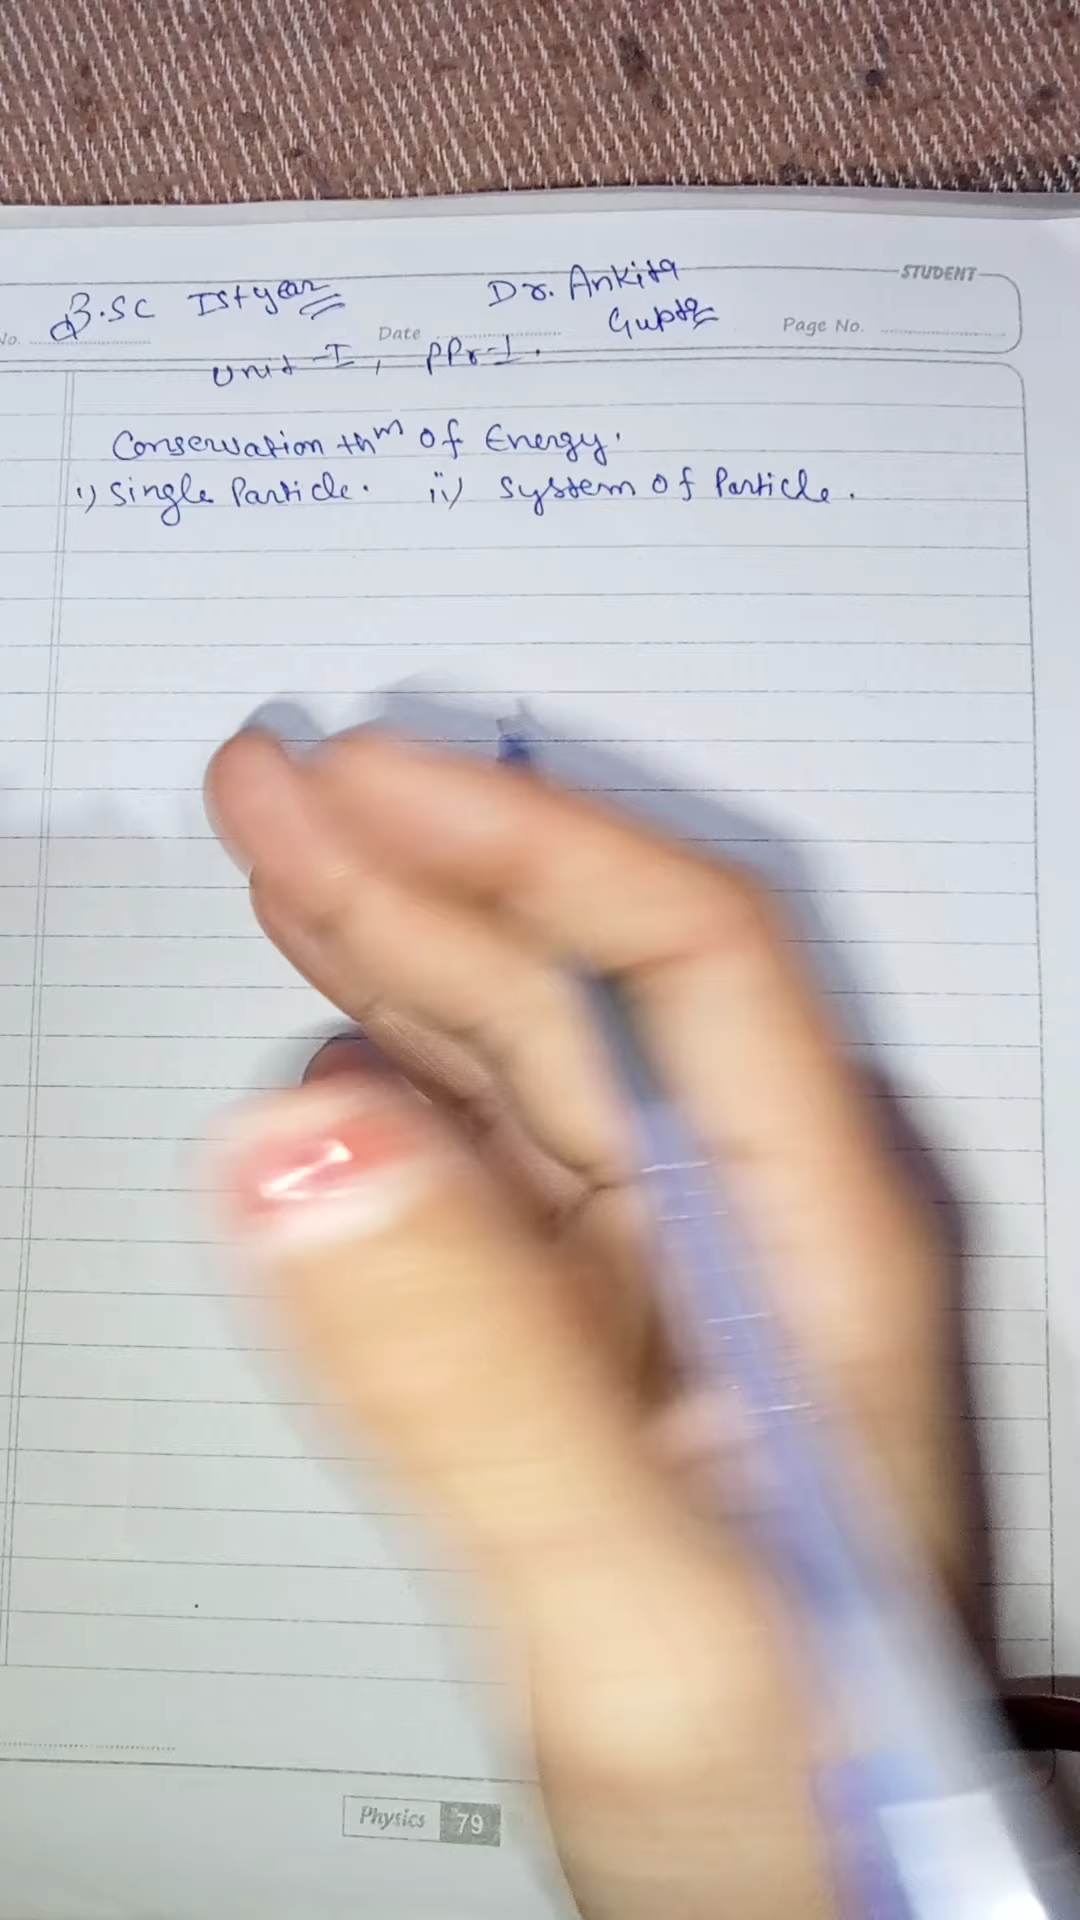 B.SC Ist year Dr. Ankita
Gupta
STUDENT
No. Date Page No.
Unit-I, PPr-I.
Conservation thm of Energy.
i) Single Particle. ii) System of Particle.
Physics 79